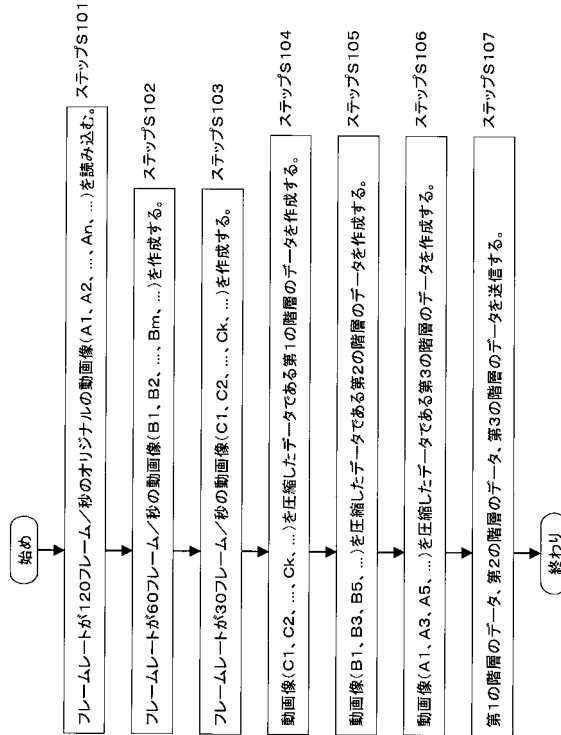 始め
フレームレートが120フレーム/秒のオリジナルの動画像(A1、A2、…、An、…)を読み込む。
ステップS101
フレームレートが60フレーム/秒の動画像(B1、B2、…、Bm、…)を作成する。
ステップS102
フレームレートが30フレーム/秒の動画像(C1、C2、…、Ck、…)を作成する。
ステップS103
動画像(C1、C2、…、Ck、…)を圧縮したデータである第1の階層のデータを作成する。
ステップS104
動画像(B1、B3、B5、…)を圧縮したデータである第2の階層のデータを作成する。
ステップS105
動画像(A1、A3、A5、…)を圧縮したデータである第3の階層のデータを作成する。
ステップS106
第1の階層のデータ、第2の階層のデータ、第3の階層のデータを送信する。
ステップS107
終わり